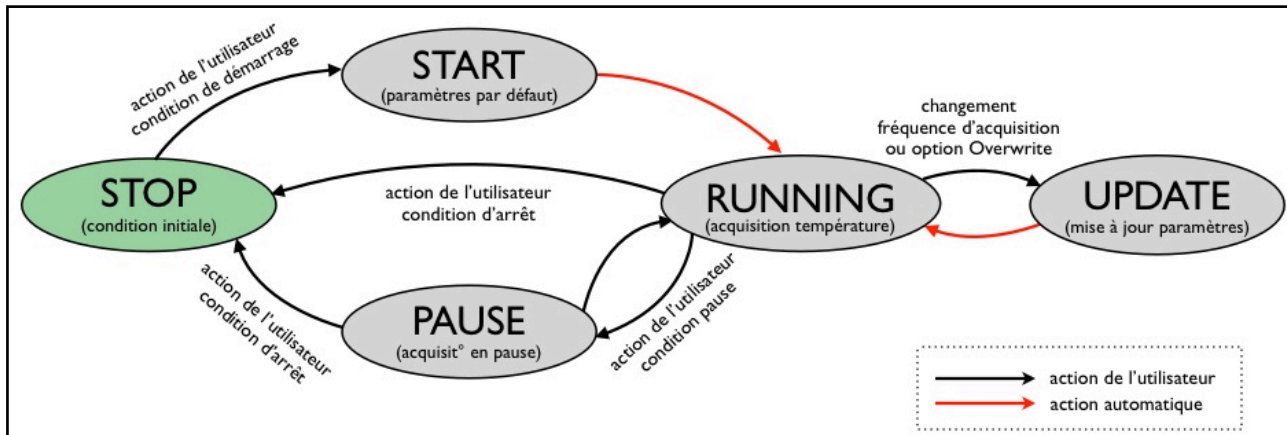 action de l'utilisateur
condition de démarrage
START
(paramètres par défaut)
changement
fréquence d'acquisition
ou option Overwrite
STOP
(condition initiale)
action de l'utilisateur
condition d'arrêt
RUNNING
(acquisition température)
UPDATE
(mise à jour paramètres)
action de l'utilisateur
condition d'arrêt
PAUSE
(acquisit° en pause)
action de l'utilisateur
condition pause
action de l'utilisateur
action automatique